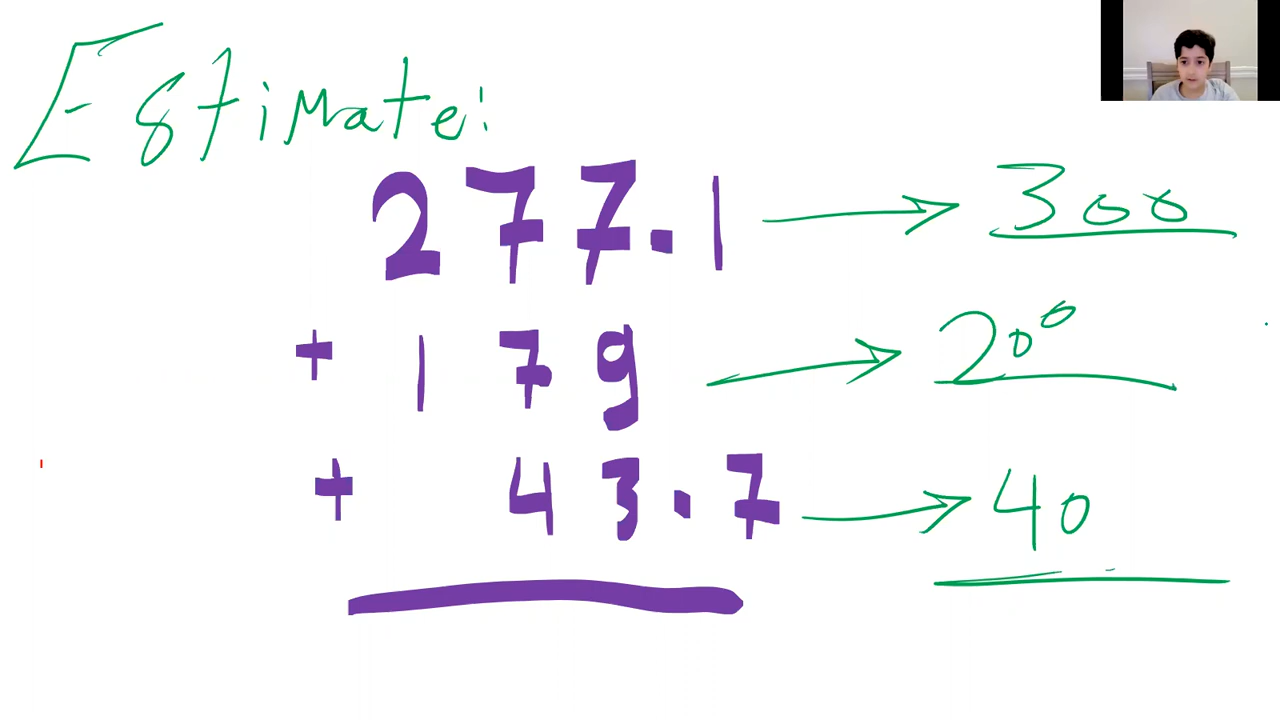 Estimate:
277.1 → 300
+ 179 → 200
+ 43.7 → 40